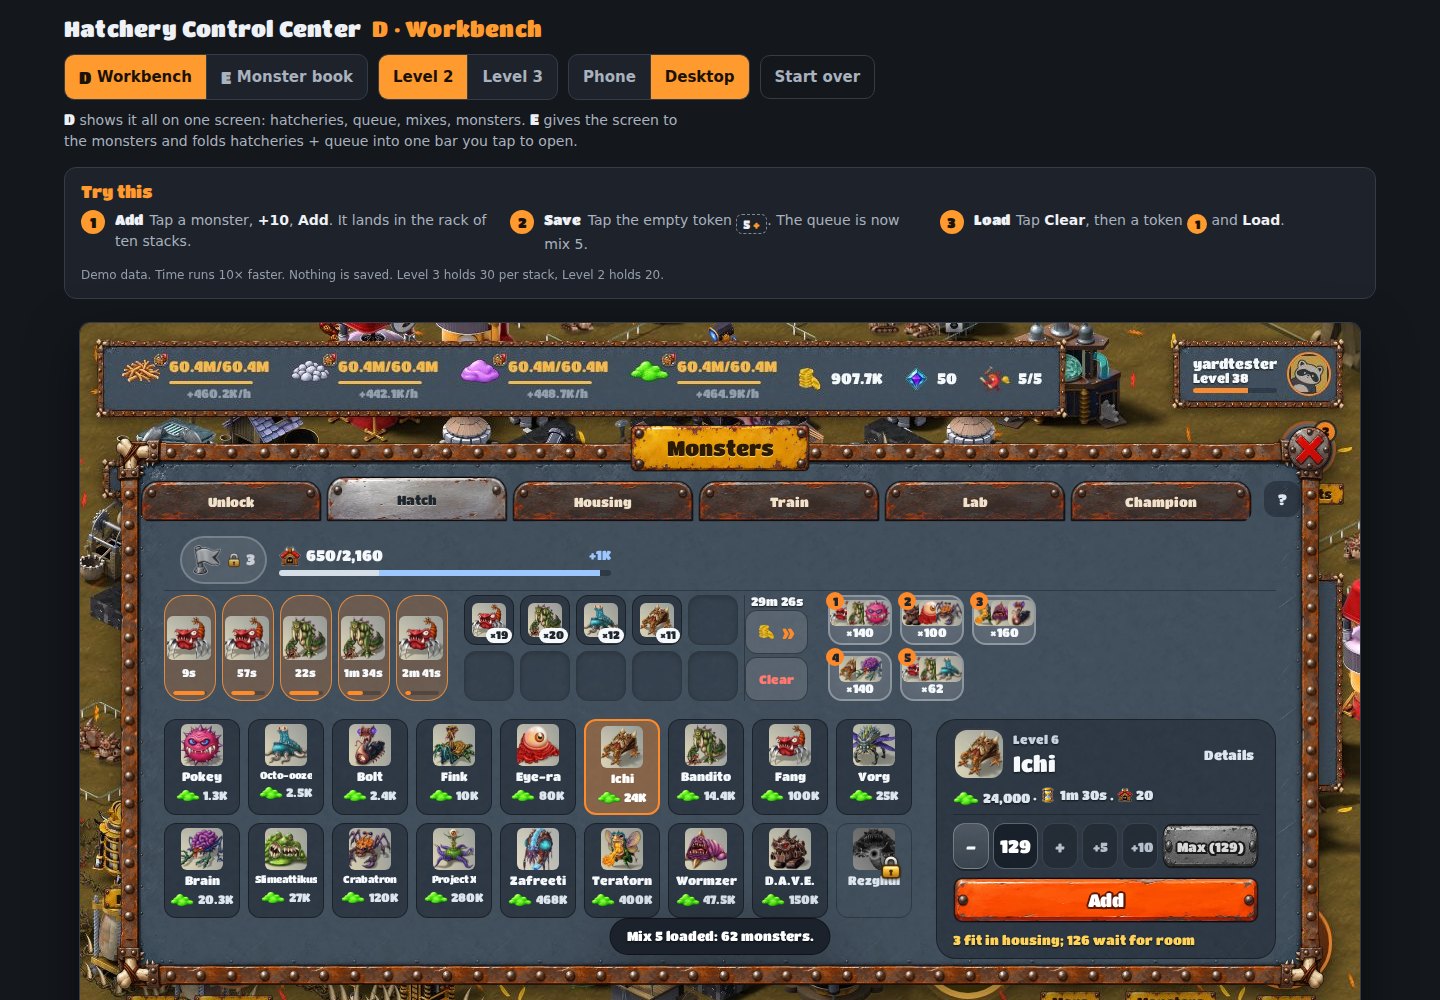 Hatchery Control Center D · Workbench
D Workbench E Monster book Level 2 Level 3 Phone Desktop Start over
D shows it all on one screen: hatcheries, queue, mixes, monsters. E gives the screen to
the monsters and folds hatcheries + queue into one bar you tap to open.
Try this
1 Add Tap a monster, +10, Add. It lands in the rack of
ten stacks.
2 Save Tap the empty token 5 +. The queue is now
mix 5.
3 Load Tap Clear, then a token 1 and Load.
Demo data. Time runs 10× faster. Nothing is saved. Level 3 holds 30 per stack, Level 2 holds 20.
60.4M/60.4M 60.4M/60.4M 60.4M/60.4M 60.4M/60.4M 907.7K 50 5/5
+460.2K/h +442.1K/h +448.7K/h +464.9K/h
yardtester
Level 38
Monsters
Unlock Hatch Housing Train Lab Champion ?
3 650/2,160 +1K
9s 57s 22s 1m 34s 2m 41s
×19 ×20 ×12 ×11
29m 26s
Clear
1 ×140 2 ×100 3 ×160
4 ×140 5 ×62
Pokey Octo-ooze Bolt Fink Eye-ra Ichi Bandito Fang Vorg
1.3K 2.5K 2.4K 10K 80K 24K 14.4K 100K 25K
Brain Slimeattikus Crabatron Project X Zafreeti Teratorn Wormzer D.A.V.E. Rezghul
20.3K 27K 120K 280K 468K 400K 47.5K 150K
Level 6
Ichi
Details
24,000 · 1m 30s · 20
- 129 + +5 +10 Max (129)
Add
3 fit in housing; 126 wait for room
Mix 5 loaded: 62 monsters.